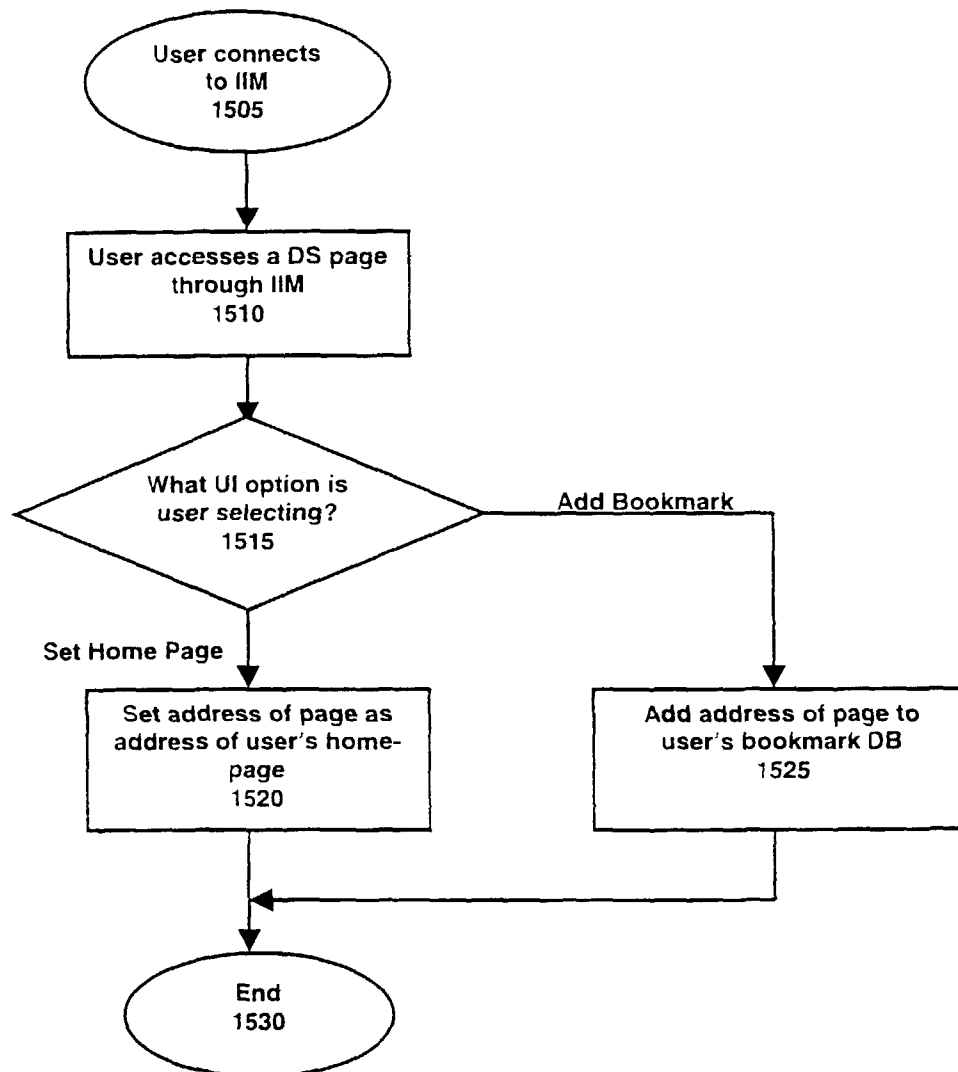 User connects
to IIM
1505
User accesses a DS page
through IIM
1510
What UI option is
user selecting?
1515
Add Bookmark
Set Home Page
Set address of page as
address of user's home-
page
1520
Add address of page to
user's bookmark DB
1525
End
1530